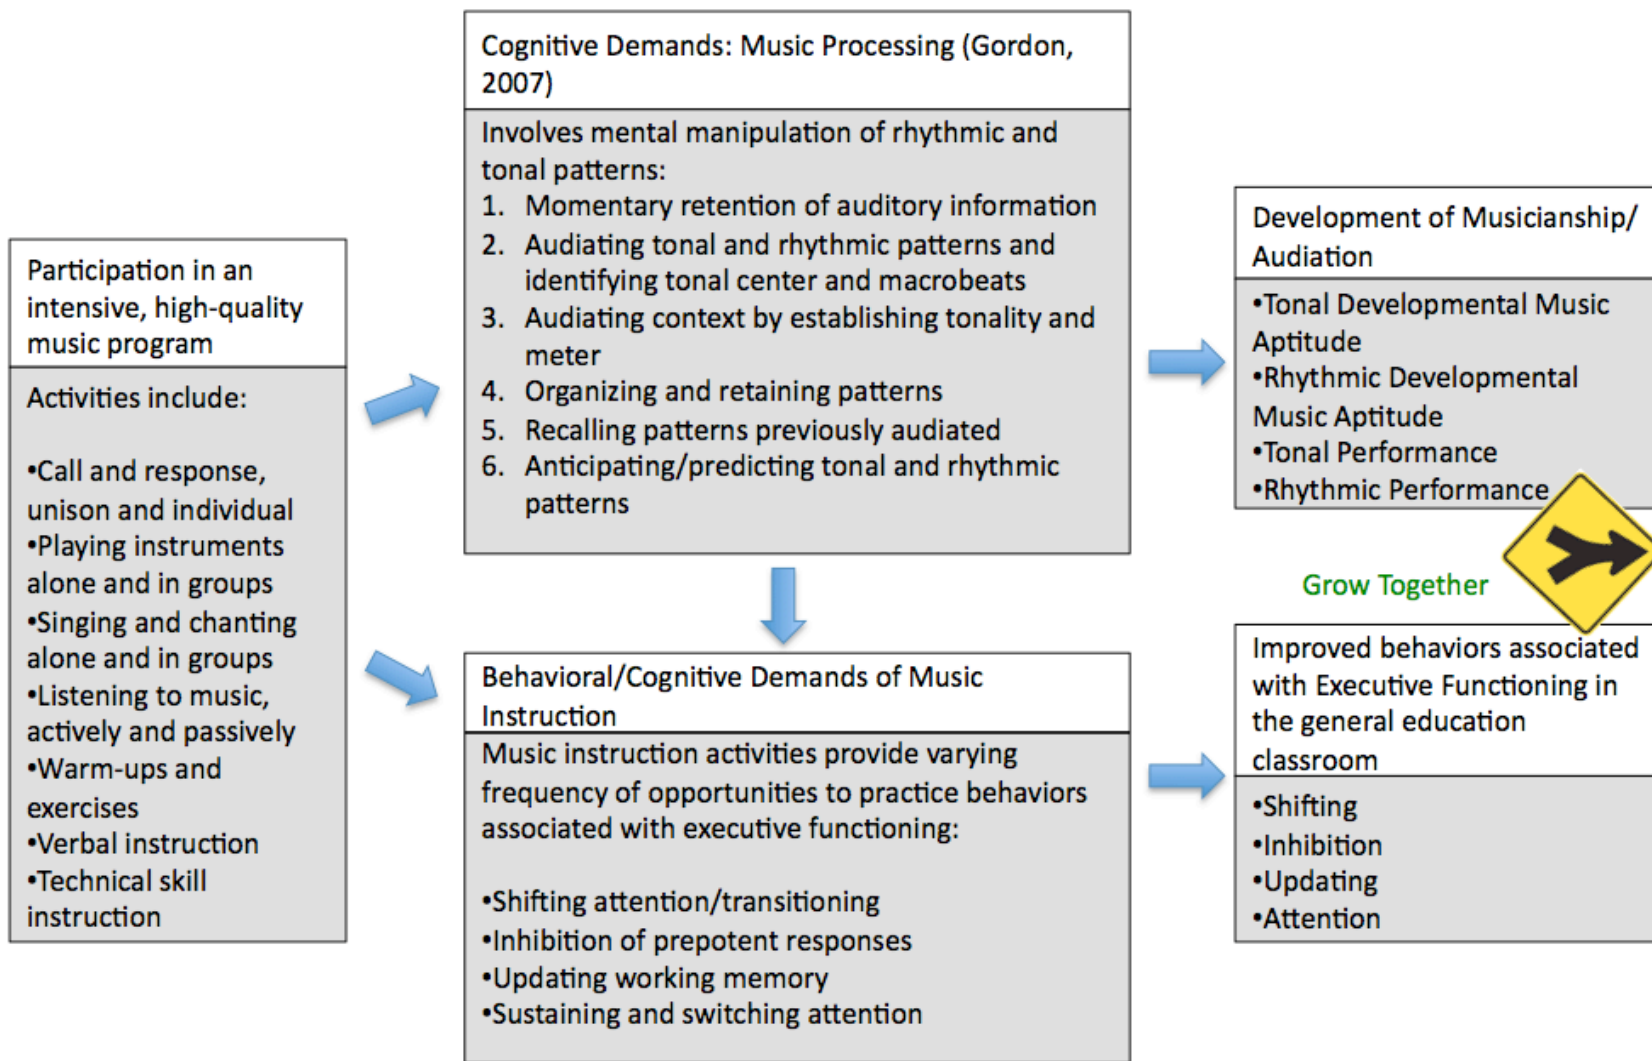 Participation in an
intensive, high-quality
music program
Activities include:
•Call and response,
unison and individual
•Playing instruments
alone and in groups
•Singing and chanting
alone and in groups
•Listening to music,
actively and passively
•Warm-ups and
exercises
•Verbal instruction
•Technical skill
instruction
Cognitive Demands: Music Processing (Gordon,
2007)
Involves mental manipulation of rhythmic and
tonal patterns:
1. Momentary retention of auditory information
2. Audiating tonal and rhythmic patterns and
identifying tonal center and macrobeats
3. Audiating context by establishing tonality and
meter
4. Organizing and retaining patterns
5. Recalling patterns previously audiated
6. Anticipating/predicting tonal and rhythmic
patterns
Behavioral/Cognitive Demands of Music
Instruction
Music instruction activities provide varying
frequency of opportunities to practice behaviors
associated with executive functioning:
•Shifting attention/transitioning
•Inhibition of prepotent responses
•Updating working memory
•Sustaining and switching attention
Development of Musicianship/
Audiation
•Tonal Developmental Music
Aptitude
•Rhythmic Developmental
Music Aptitude
•Tonal Performance
•Rhythmic Performance
Grow Together
Improved behaviors associated
with Executive Functioning in
the general education
classroom
•Shifting
•Inhibition
•Updating
•Attention